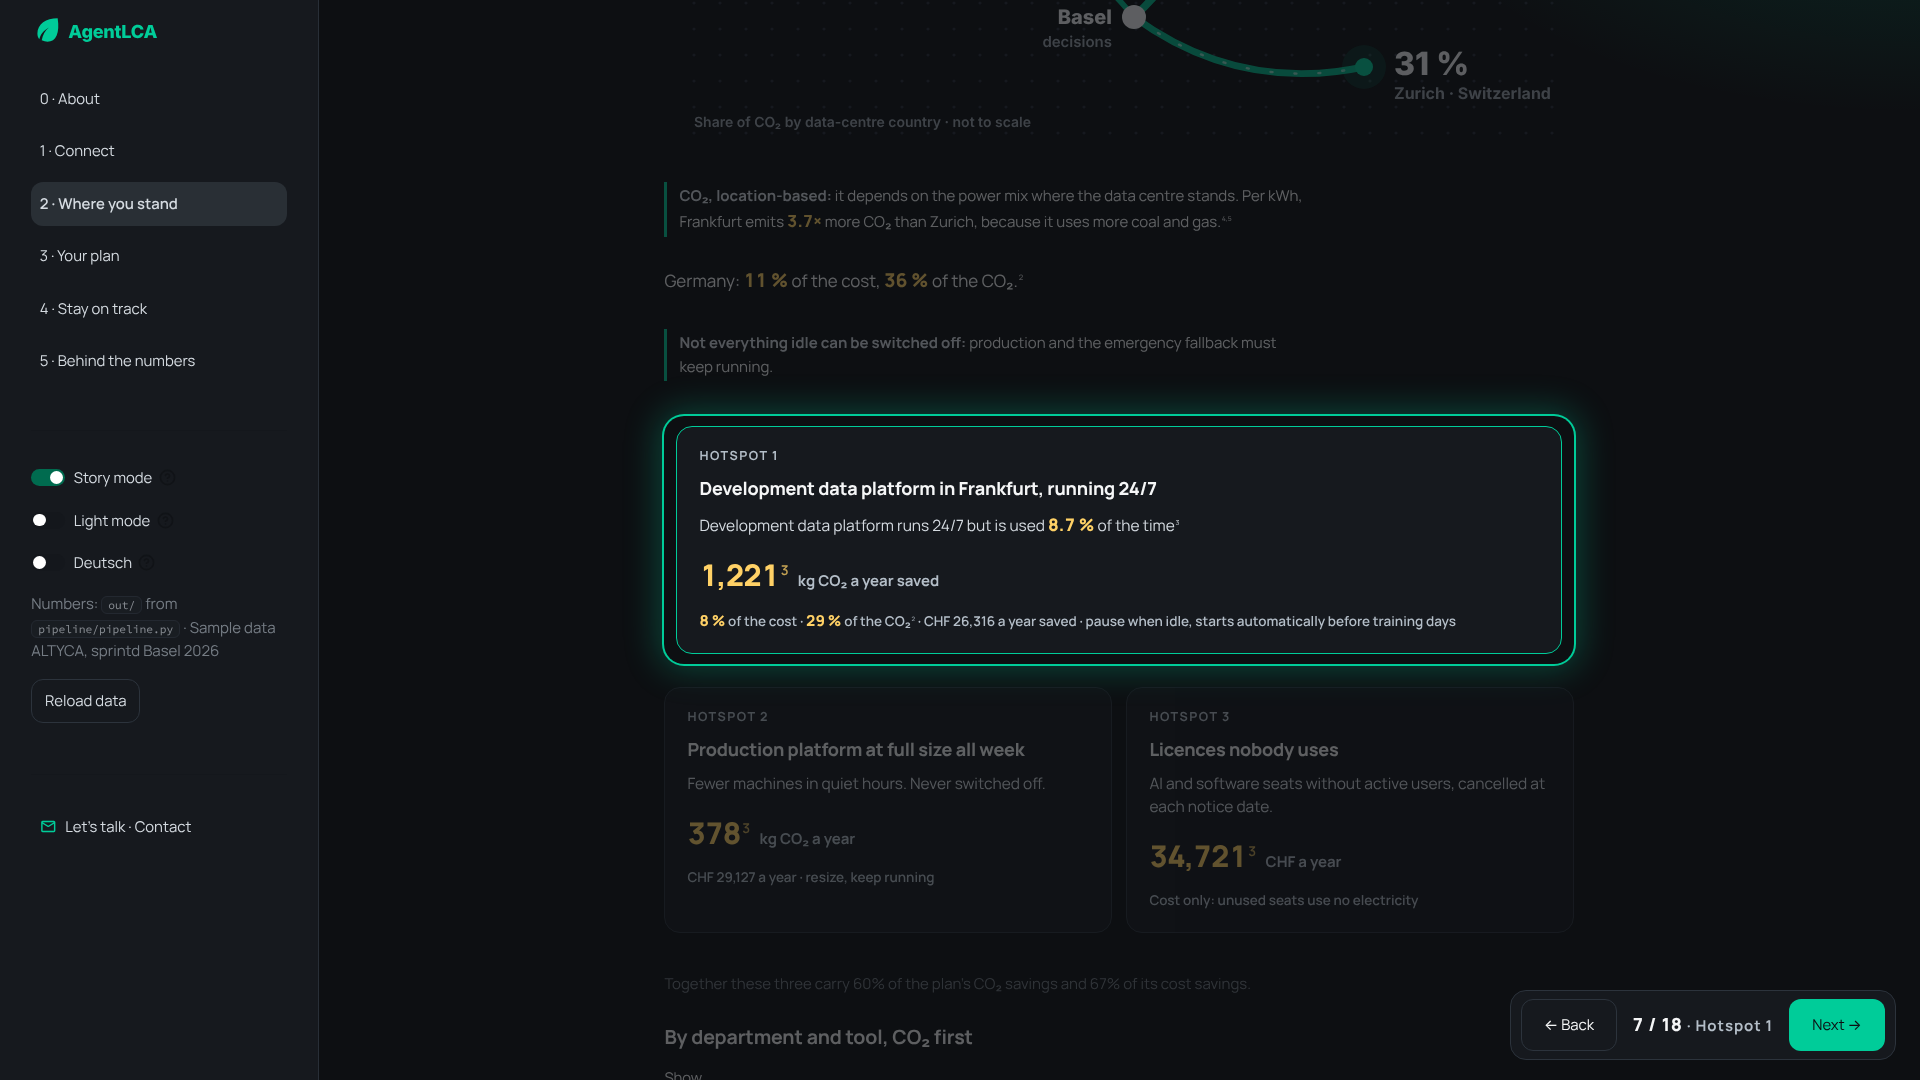 AgentLCA
0 · About
1 · Connect
2 · Where you stand
3 · Your plan
4 · Stay on track
5 · Behind the numbers
Story mode
Light mode
Deutsch
Numbers: out/ from
pipeline/pipeline.py · Sample data
ALTYCA, sprintd Basel 2026
Reload data
Let's talk · Contact
Basel
decisions
31 %
Zurich · Switzerland
Share of CO₂ by data-centre country · not to scale
CO₂, location-based: it depends on the power mix where the data centre stands. Per kWh,
Frankfurt emits 3.7× more CO₂ than Zurich, because it uses more coal and gas.⁴,⁵
Germany: 11 % of the cost, 36 % of the CO₂.²
Not everything idle can be switched off: production and the emergency fallback must
keep running.
HOTSPOT 1
Development data platform in Frankfurt, running 24/7
Development data platform runs 24/7 but is used 8.7 % of the time³
1,221³ kg CO₂ a year saved
8 % of the cost · 29 % of the CO₂² · CHF 26,316 a year saved · pause when idle, starts automatically before training days
HOTSPOT 2
Production platform at full size all week
Fewer machines in quiet hours. Never switched off.
378³ kg CO₂ a year
CHF 29,127 a year · resize, keep running
HOTSPOT 3
Licences nobody uses
AI and software seats without active users, cancelled at
each notice date.
34,721³ CHF a year
Cost only: unused seats use no electricity
Together these three carry 60% of the plan's CO₂ savings and 67% of its cost savings.
By department and tool, CO₂ first
Show
← Back
7 / 18 · Hotspot 1
Next →